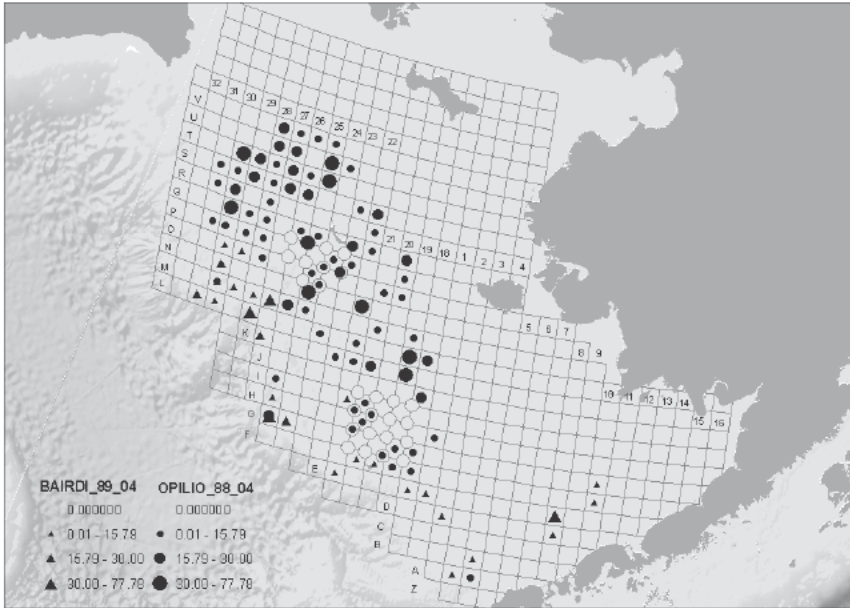 32 31 30 29 28 27 26 25 24 23 22
V
U
T
S
R
Q
P
O
N
M
L
21 20 19 18 1 2 3 4
5 6 7
8 9
K
J
I
H
G
F
10 11 12 13 14
15 16
E
D
C
B
A
Z
BAIRDI_89_04 OPILIO_88_04
0.000000 0.000000
0.01 - 15.79 0.01 - 15.79
15.79 - 30.00 15.79 - 30.00
30.00 - 77.78 30.00 - 77.78